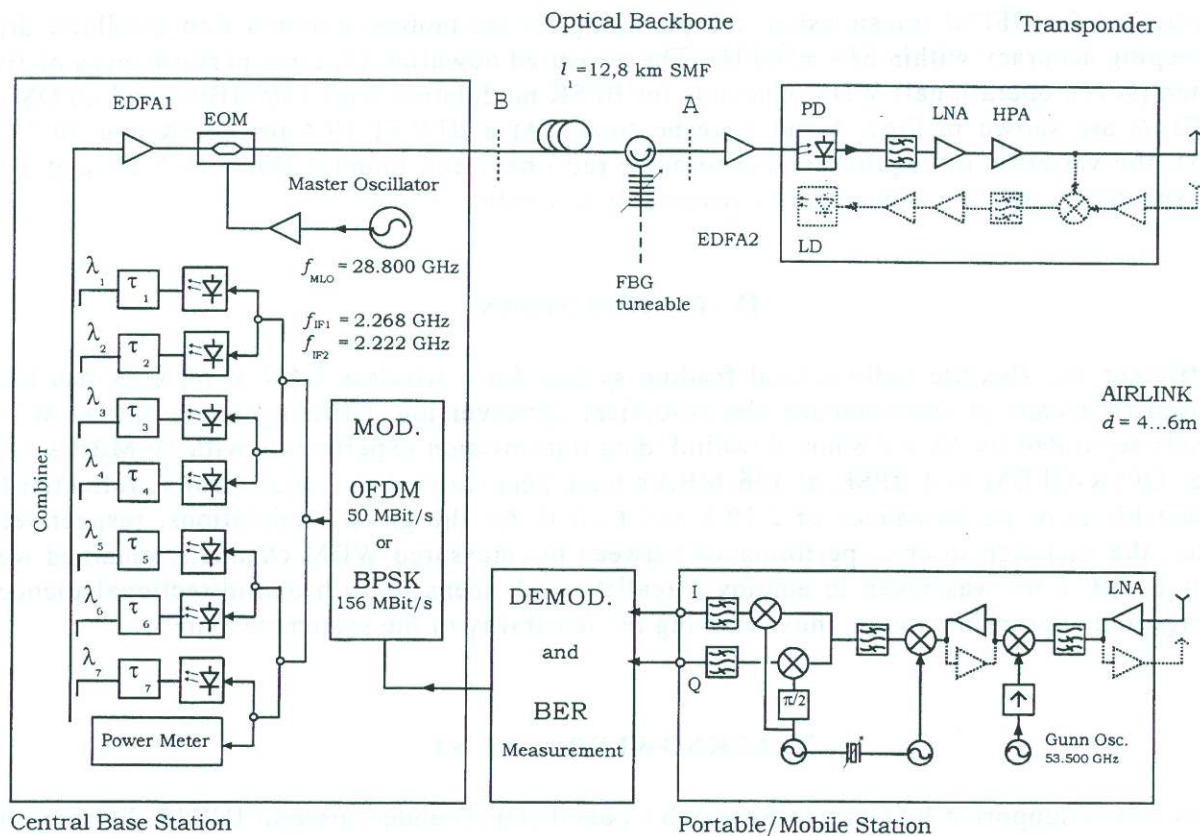 Optical Backbone
Transponder
l = 12,8 km SMF
EDFA1
EOM
B
A
PD
LNA
HPA
Master Oscillator
f MLO = 28.800 GHz
EDFA2
LD
FBG
tuneable
λ1
τ1
λ2
τ2
λ3
τ3
λ4
τ4
λ5
τ5
λ6
τ6
λ7
τ7
f IF1 = 2.268 GHz
f IF2 = 2.222 GHz
Combiner
MOD.
OFDM
50 MBit/s
or
BPSK
156 MBit/s
AIRLINK
d = 4...6m
DEMOD.
and
BER
Measurement
I
Q
π/2
LNA
Gunn Osc.
53.500 GHz
Power Meter
Central Base Station
Portable/Mobile Station